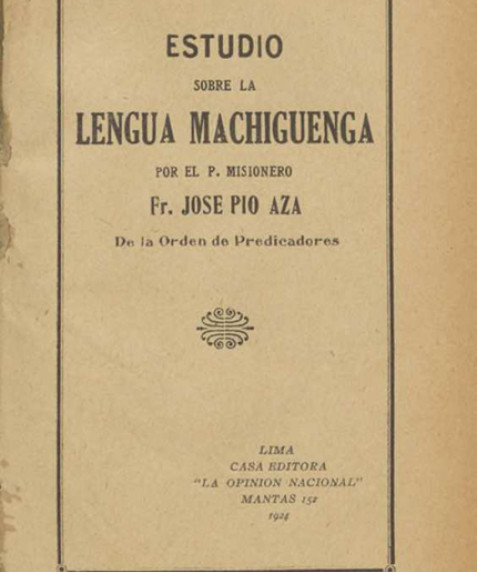 ESTUDIO
SOBRE LA
LENGUA MACHIGUENGA
POR EL P. MISIONERO
Fr. JOSE PIO AZA
De la Orden de Predicadores
LIMA
CASA EDITORA
"LA OPINION NACIONAL"
MANTAS 152
1924